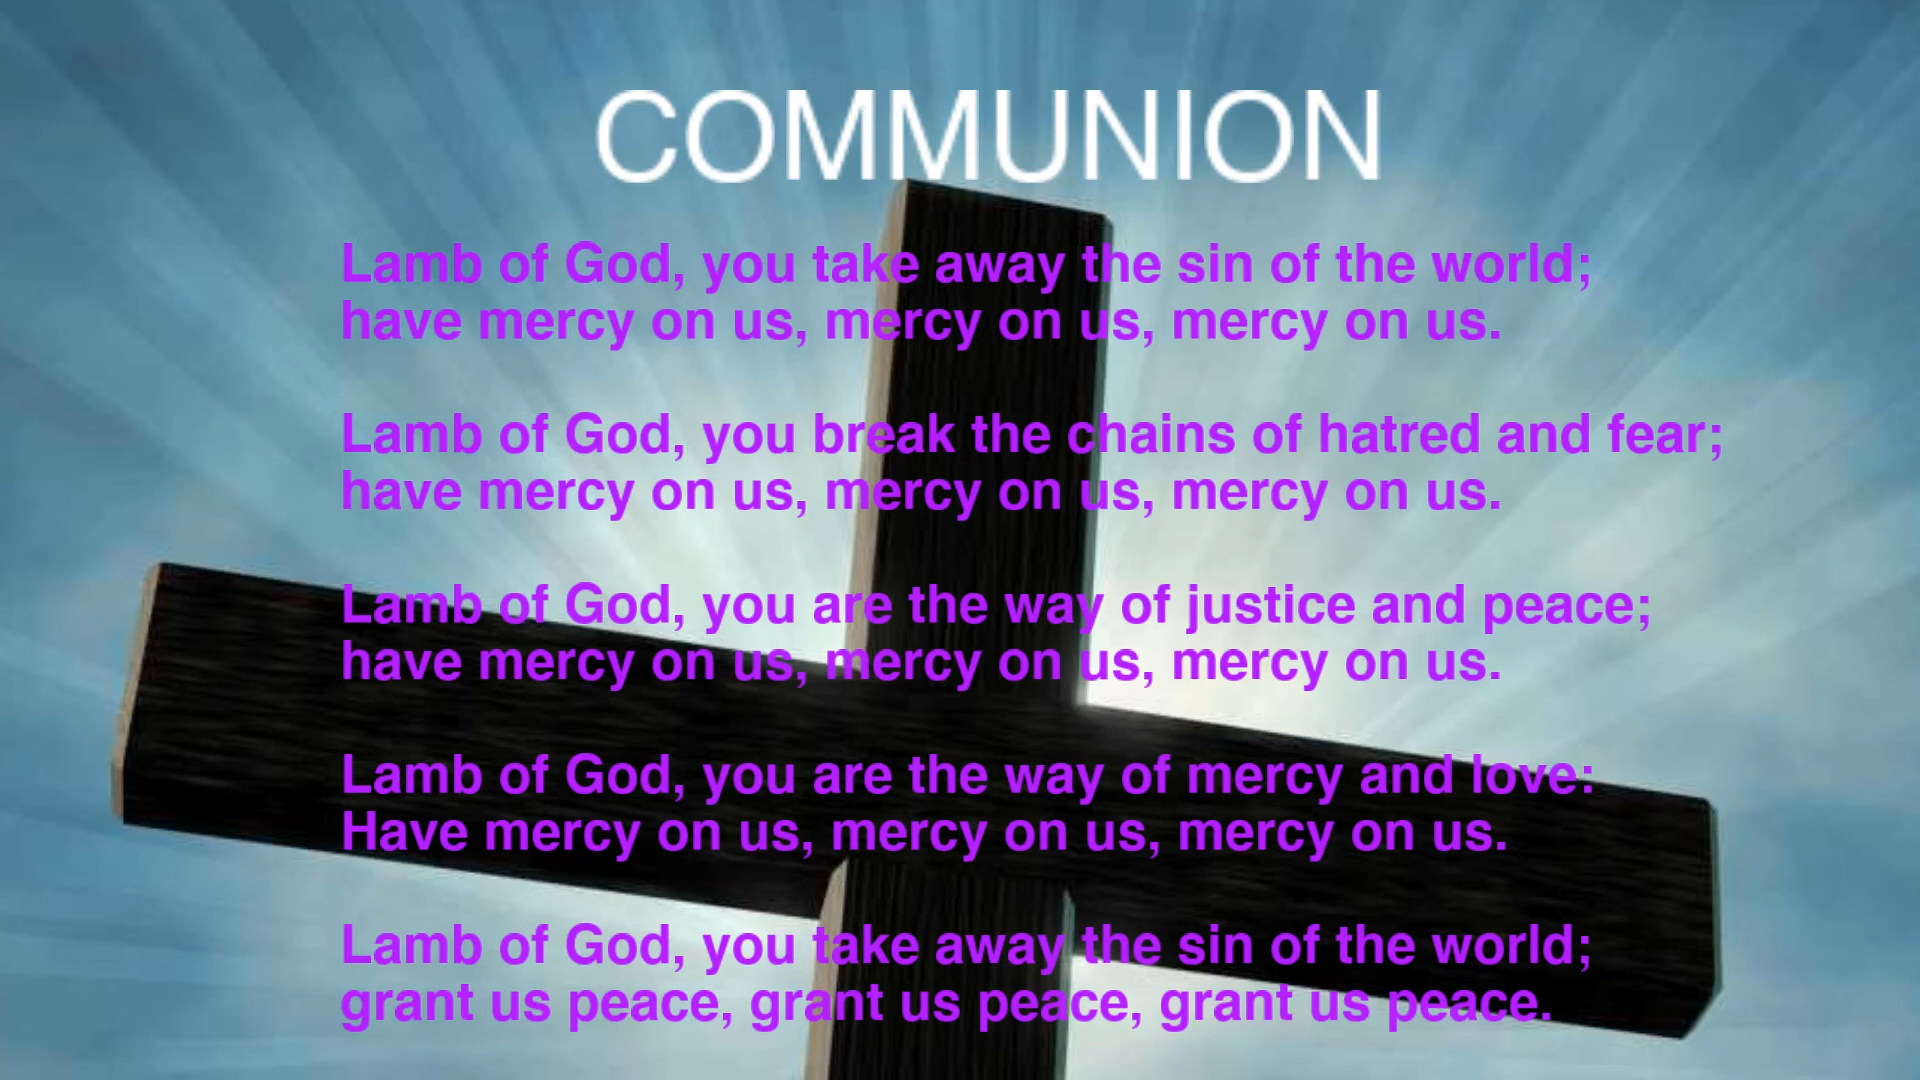 COMMUNION
Lamb of God, you take away the sin of the world;
have mercy on us, mercy on us, mercy on us.
Lamb of God, you break the chains of hatred and fear;
have mercy on us, mercy on us, mercy on us.
Lamb of God, you are the way of justice and peace;
have mercy on us, mercy on us, mercy on us.
Lamb of God, you are the way of mercy and love:
Have mercy on us, mercy on us, mercy on us.
Lamb of God, you take away the sin of the world;
grant us peace, grant us peace, grant us peace.